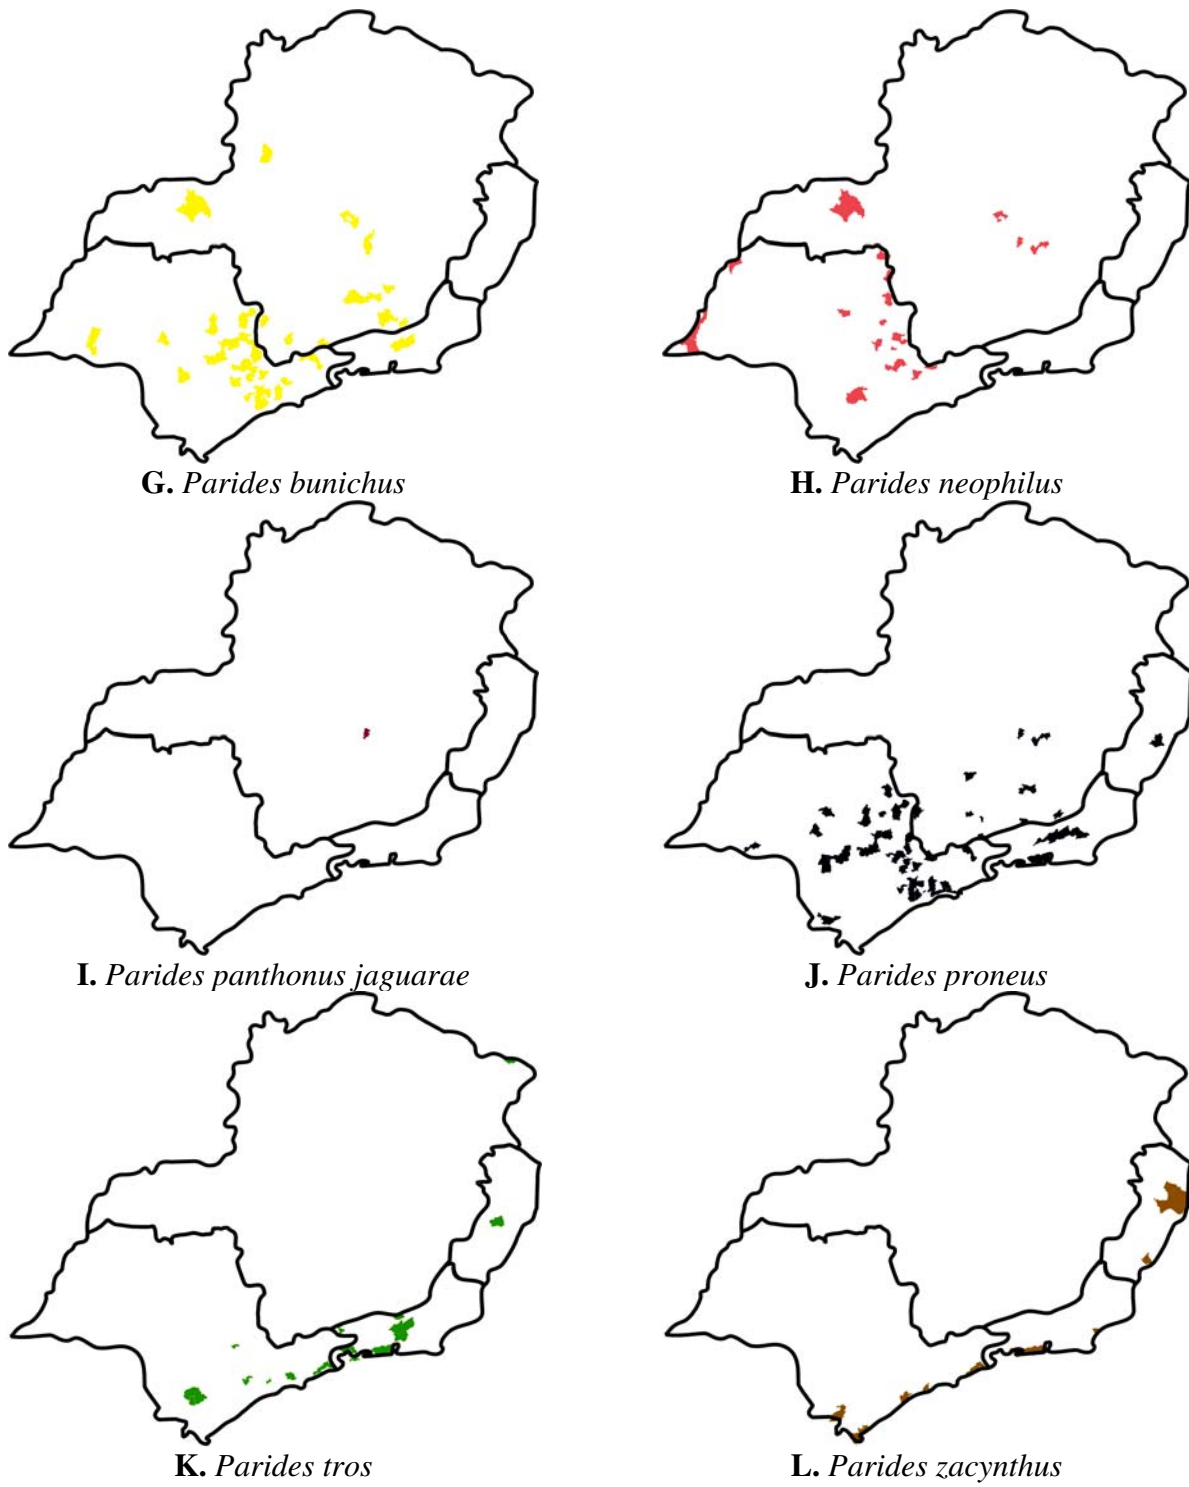 G. Parides bunichus
H. Parides neophilus
I. Parides panthonus jaguarae
J. Parides proneus
K. Parides tros
L. Parides zacynthus